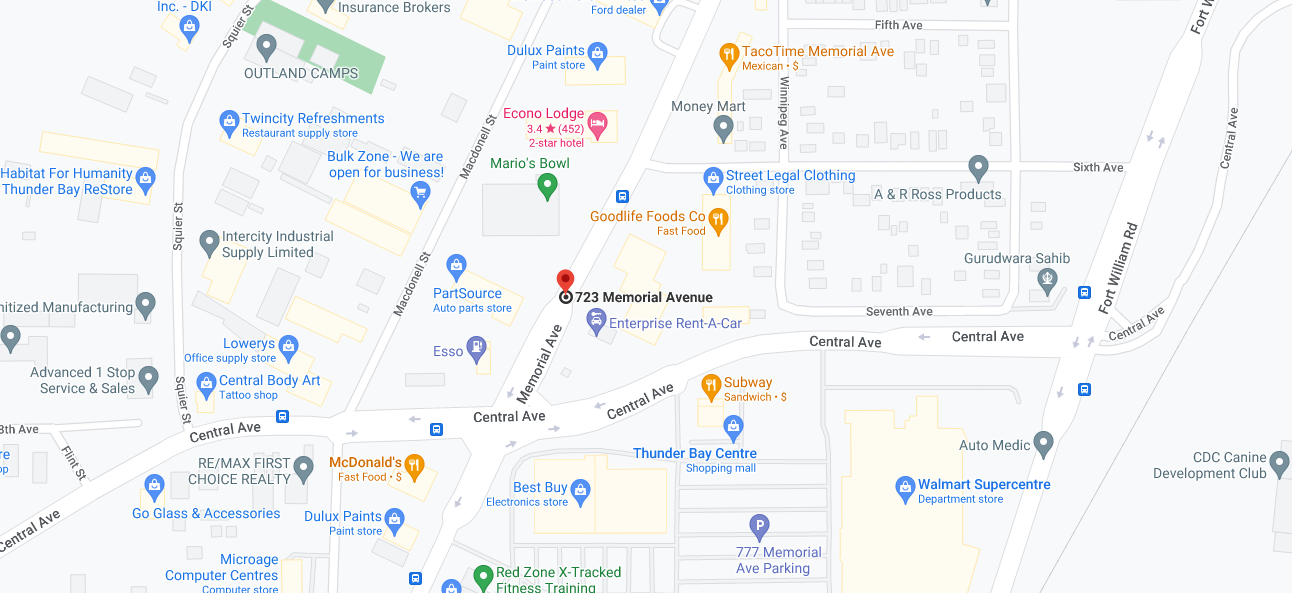 Inc. - DKI
Squier St
Insurance Brokers
Ford dealer
Fifth Ave
Fort W
OUTLAND CAMPS
Dulux Paints
Paint store
TacoTime Memorial Ave
Mexican • $
Winnipeg Ave
Central Ave
Twincity Refreshments
Restaurant supply store
Macdonell St
Econo Lodge
3.4 ★ (452)
2-star hotel
Money Mart
Bulk Zone - We are
open for business!
Mario's Bowl
Sixth Ave
Habitat For Humanity
Thunder Bay ReStore
Street Legal Clothing
Clothing store
A & R Ross Products
Squier St
Goodlife Foods Co
Fast Food
Intercity Industrial
Supply Limited
Fort William Rd
Macdonell St
Gurudwara Sahib
PartSource
Auto parts store
723 Memorial Avenue
nitized Manufacturing
Seventh Ave
Enterprise Rent-A-Car
Central Ave
Central Ave
Central Ave
Memorial Ave
Esso
Lowerys
Office supply store
Advanced 1 Stop
Service & Sales
Central Body Art
Tattoo shop
Squier St
Subway
Sandwich • $
Central Ave
Central Ave
Central Ave
8th Ave
Flint St
Thunder Bay Centre
Shopping mall
Auto Medic
re
op
RE/MAX FIRST
CHOICE REALTY
McDonald's
Fast Food • $
CDC Canine
Development Club
Best Buy
Electronics store
Walmart Supercentre
Department store
Go Glass & Accessories
Dulux Paints
Paint store
Central Ave
P
777 Memorial
Ave Parking
Microage
Computer Centres
Computer store
Red Zone X-Tracked
Fitness Training